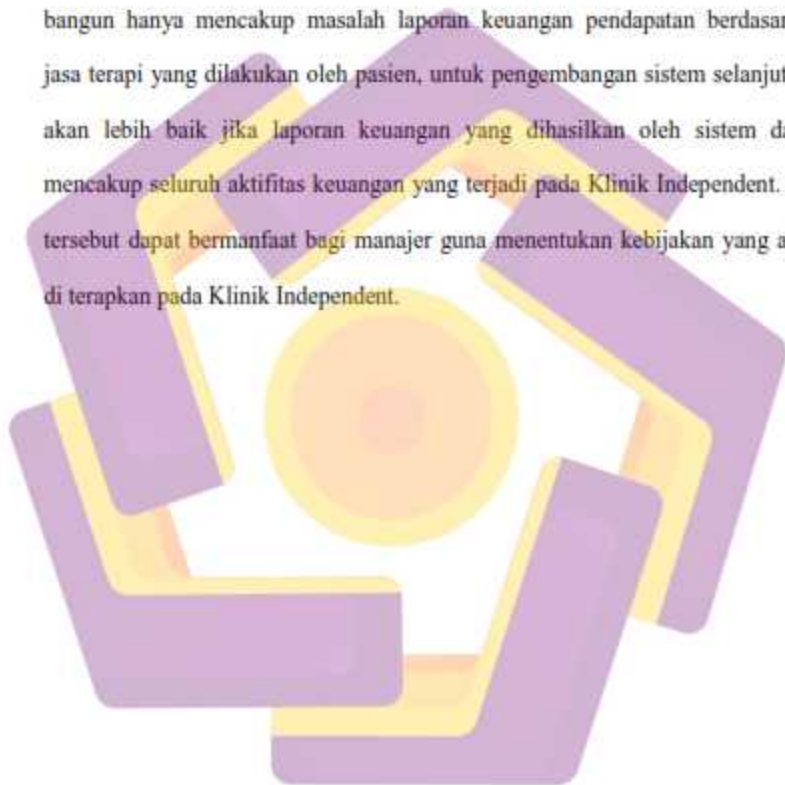 bangun hanya mencakup masalah laporan keuangan pendapatan berdasar
jasa terapi yang dilakukan oleh pasien, untuk pengembangan sistem selanjut
akan lebih baik jika laporan keuangan yang dihasilkan oleh sistem da
mencakup seluruh aktifitas keuangan yang terjadi pada Klinik Independent.
tersebut dapat bermanfaat bagi manajer guna menentukan kebijakan yang a
di terapkan pada Klinik Independent.